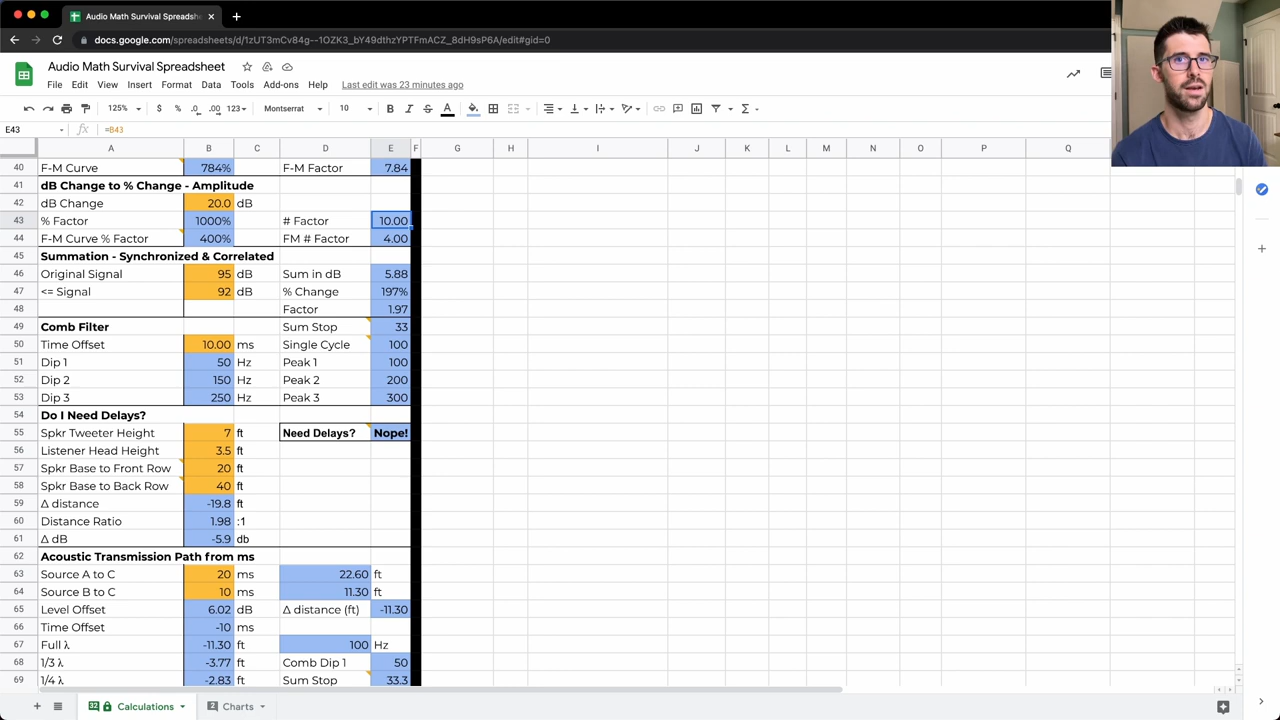 Audio Math Survival Spreadsh
docs.google.com/spreadsheets/d/1zUT3mCv84g--1OZK3_bY49dthzYPTFmACZ_8dH9sP6A/edit#gid=0
Audio Math Survival Spreadsheet
File Edit View Insert Format Data Tools Add-ons Help Last edit was 23 minutes ago
125% $ % .0 .00 123 Montserrat 10 B I S A
E43 fx =B43
A B C D E F G H I J K L M N O P Q
40 F-M Curve 784% F-M Factor 7.84
41 dB Change to % Change - Amplitude
42 dB Change 20.0 dB
43 % Factor 1000% # Factor 10.00
44 F-M Curve % Factor 400% FM # Factor 4.00
45 Summation - Synchronized & Correlated
46 Original Signal 95 dB Sum in dB 5.88
47 <= Signal 92 dB % Change 197%
48 Factor 1.97
49 Comb Filter Sum Stop 33
50 Time Offset 10.00 ms Single Cycle 100
51 Dip 1 50 Hz Peak 1 100
52 Dip 2 150 Hz Peak 2 200
53 Dip 3 250 Hz Peak 3 300
54 Do I Need Delays?
55 Spkr Tweeter Height 7 ft Need Delays? Nope!
56 Listener Head Height 3.5 ft
57 Spkr Base to Front Row 20 ft
58 Spkr Base to Back Row 40 ft
59 Δ distance -19.8 ft
60 Distance Ratio 1.98 :1
61 Δ dB -5.9 db
62 Acoustic Transmission Path from ms
63 Source A to C 20 ms 22.60 ft
64 Source B to C 10 ms 11.30 ft
65 Level Offset 6.02 dB Δ distance (ft) -11.30
66 Time Offset -10 ms
67 Full λ -11.30 ft 100 Hz
68 1/3 λ -3.77 ft Comb Dip 1 50
69 1/4 λ -2.83 ft Sum Stop 33.3
32 Calculations 2 Charts